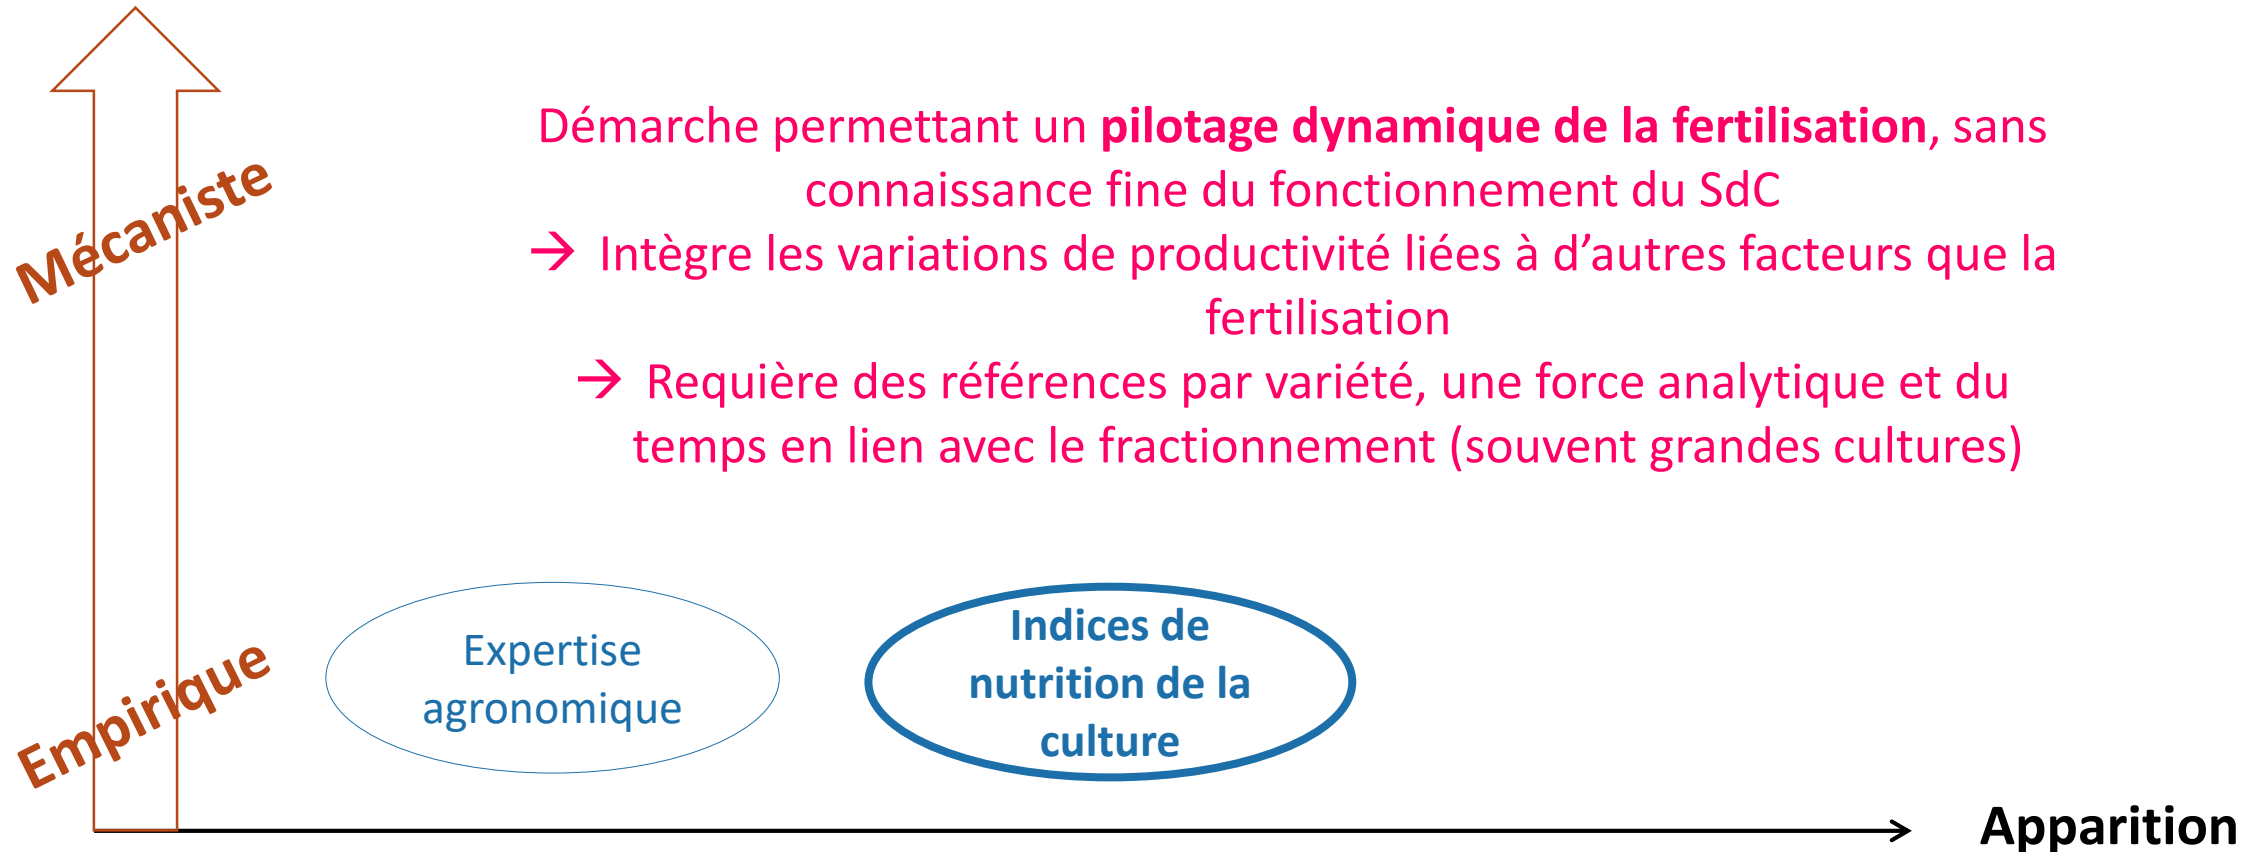 Démarche permettant un pilotage dynamique de la fertilisation, sans
connaissance fine du fonctionnement du SdC
→ Intègre les variations de productivité liées à d’autres facteurs que la
fertilisation
→ Requière des références par variété, une force analytique et du
temps en lien avec le fractionnement (souvent grandes cultures)
Mécaniste
Empirique
Expertise
agronomique
Indices de
nutrition de la
culture
Apparition